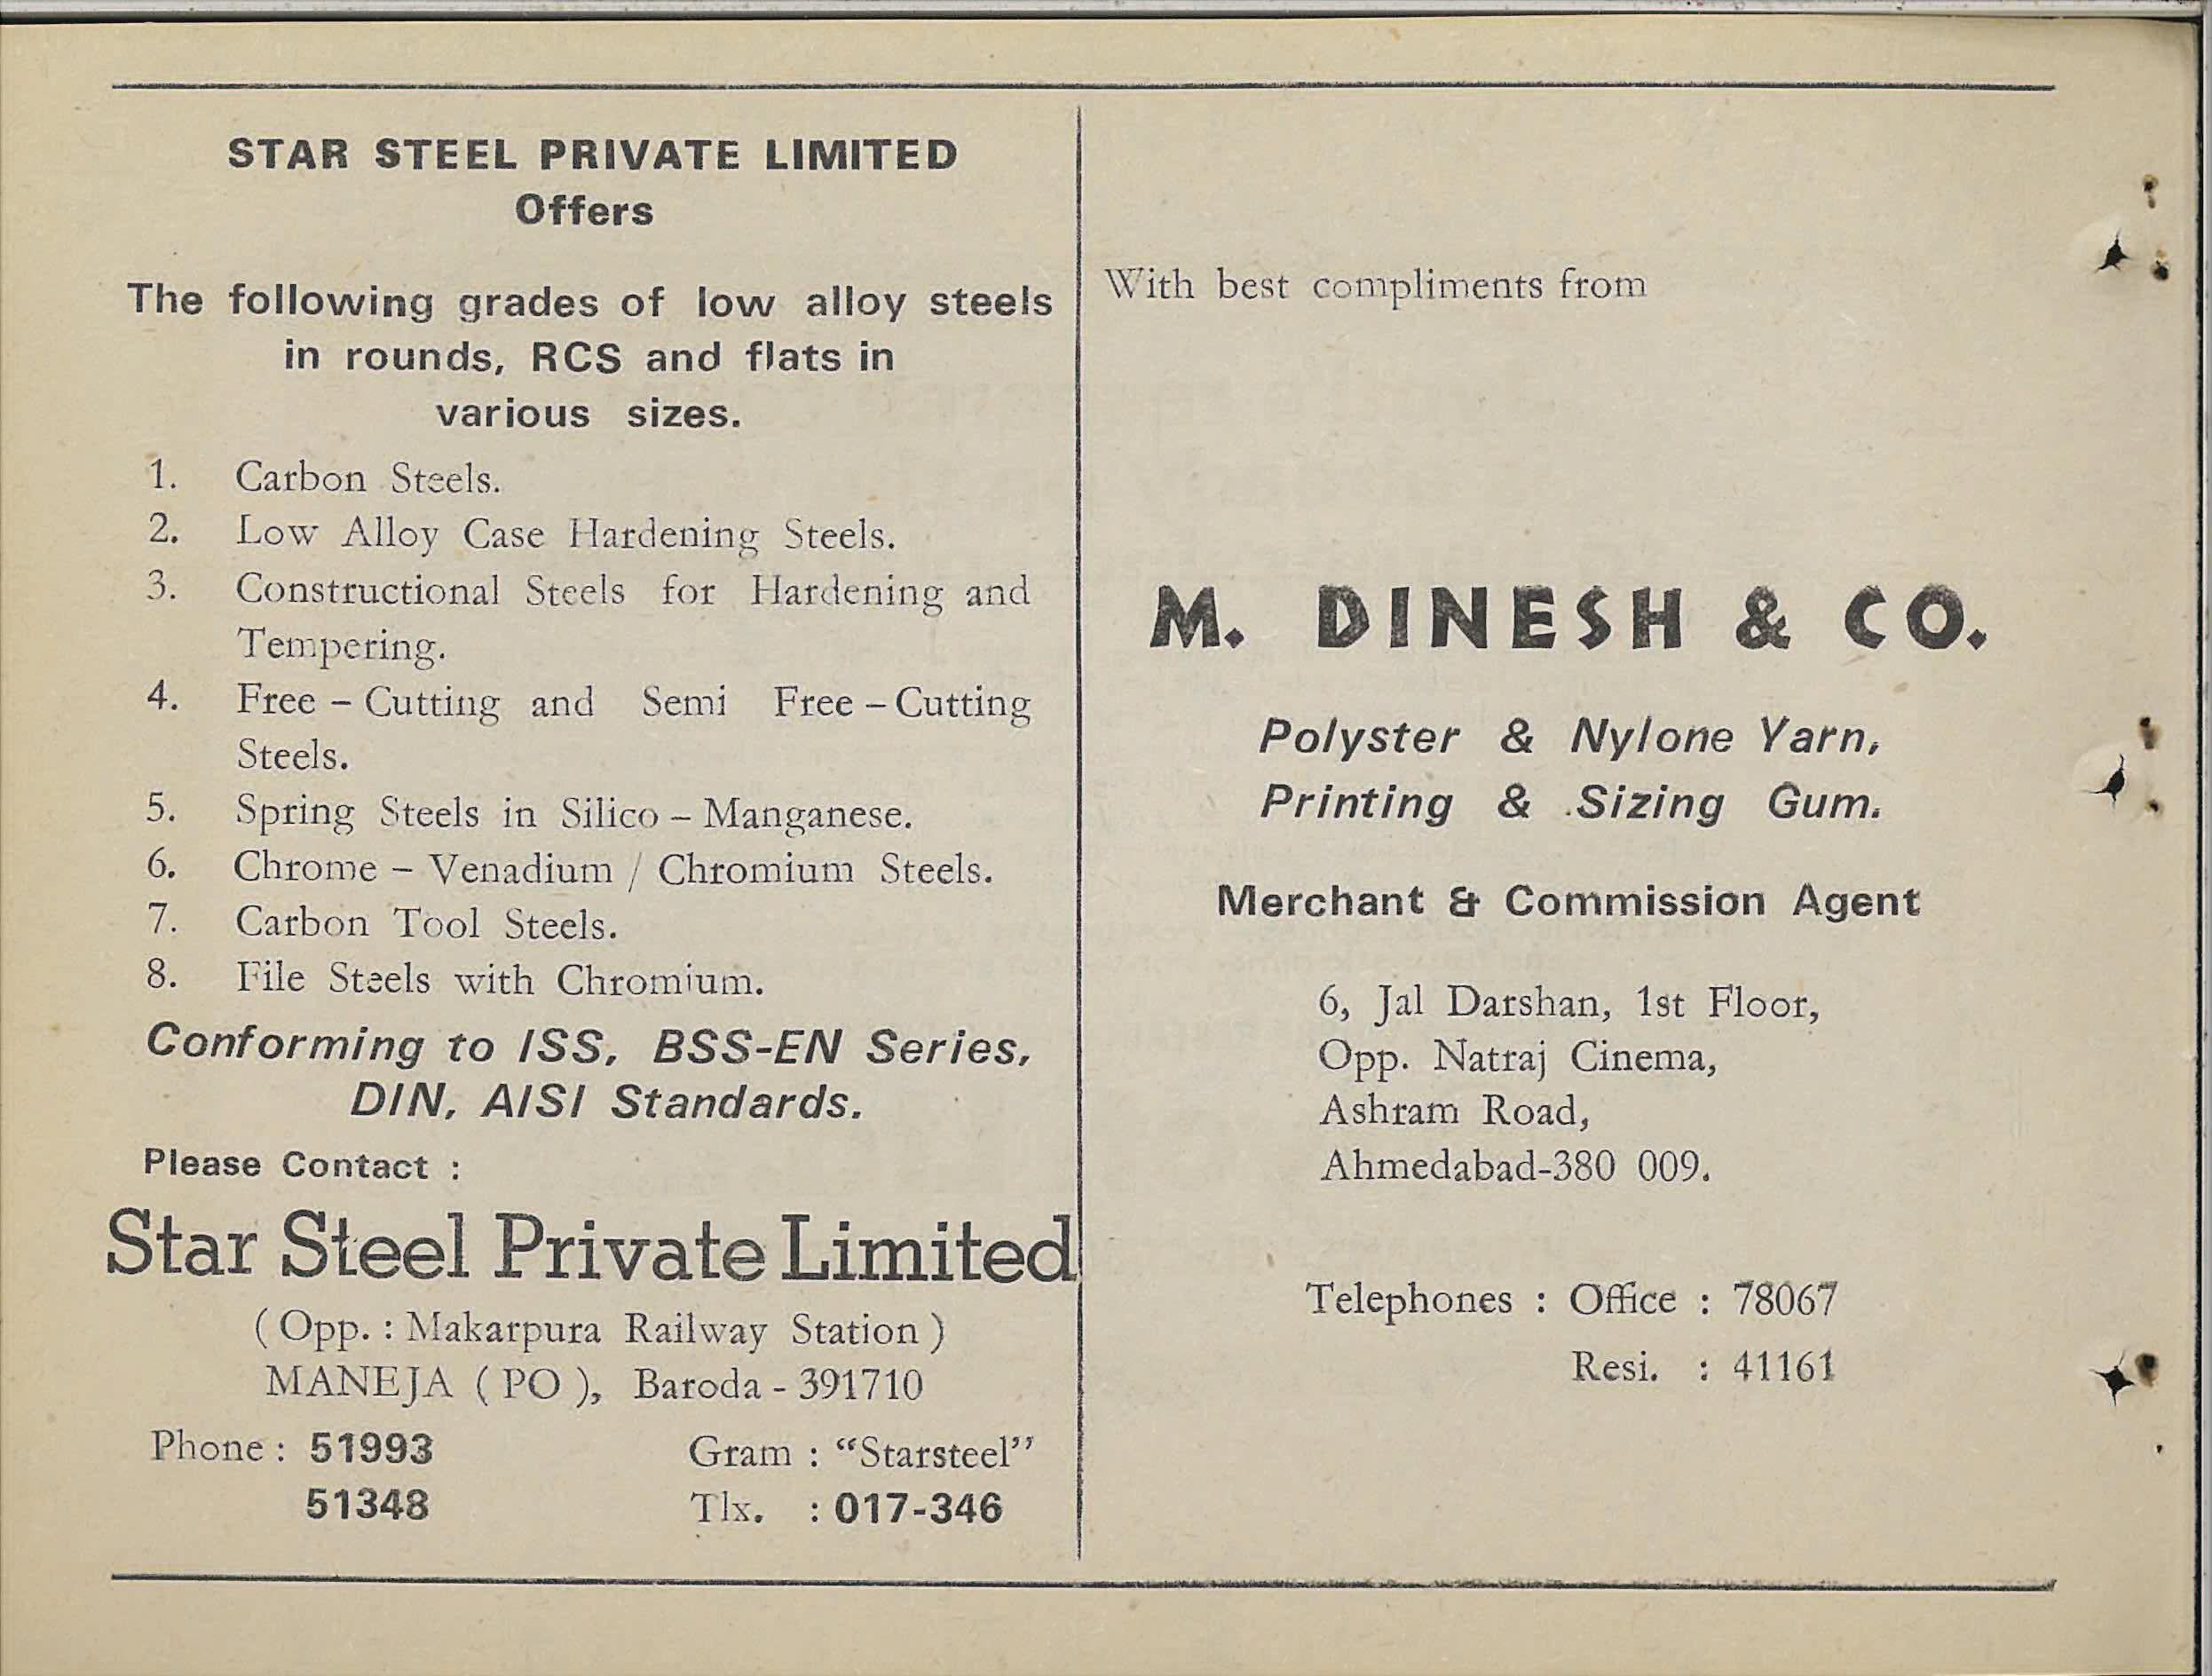 STAR STEEL PRIVATE LIMITED
Offers
The following grades of low alloy steels
in rounds, RCS and flats in
various sizes.
1. Carbon Steels.
2. Low Alloy Case Hardening Steels.
3. Constructional Steels for Hardening and
Tempering.
4. Free – Cutting and Semi Free – Cutting
Steels.
5. Spring Steels in Silico – Manganese.
6. Chrome – Venadium / Chromium Steels.
7. Carbon Tool Steels.
8. File Steels with Chromium.
Conforming to ISS, BSS-EN Series,
DIN, AISI Standards.
Please Contact :
Star Steel Private Limited
( Opp. : Makarpura Railway Station )
MANEJA ( PO ), Baroda - 391710
Phone : 51993 Gram : “Starsteel”
51348 Tlx. : 017-346
With best compliments from
M. DINESH & CO.
Polyster & Nylone Yarn,
Printing & Sizing Gum.
Merchant & Commission Agent
6, Jal Darshan, 1st Floor,
Opp. Natraj Cinema,
Ashram Road,
Ahmedabad-380 009.
Telephones : Office : 78067
Resi. : 41161